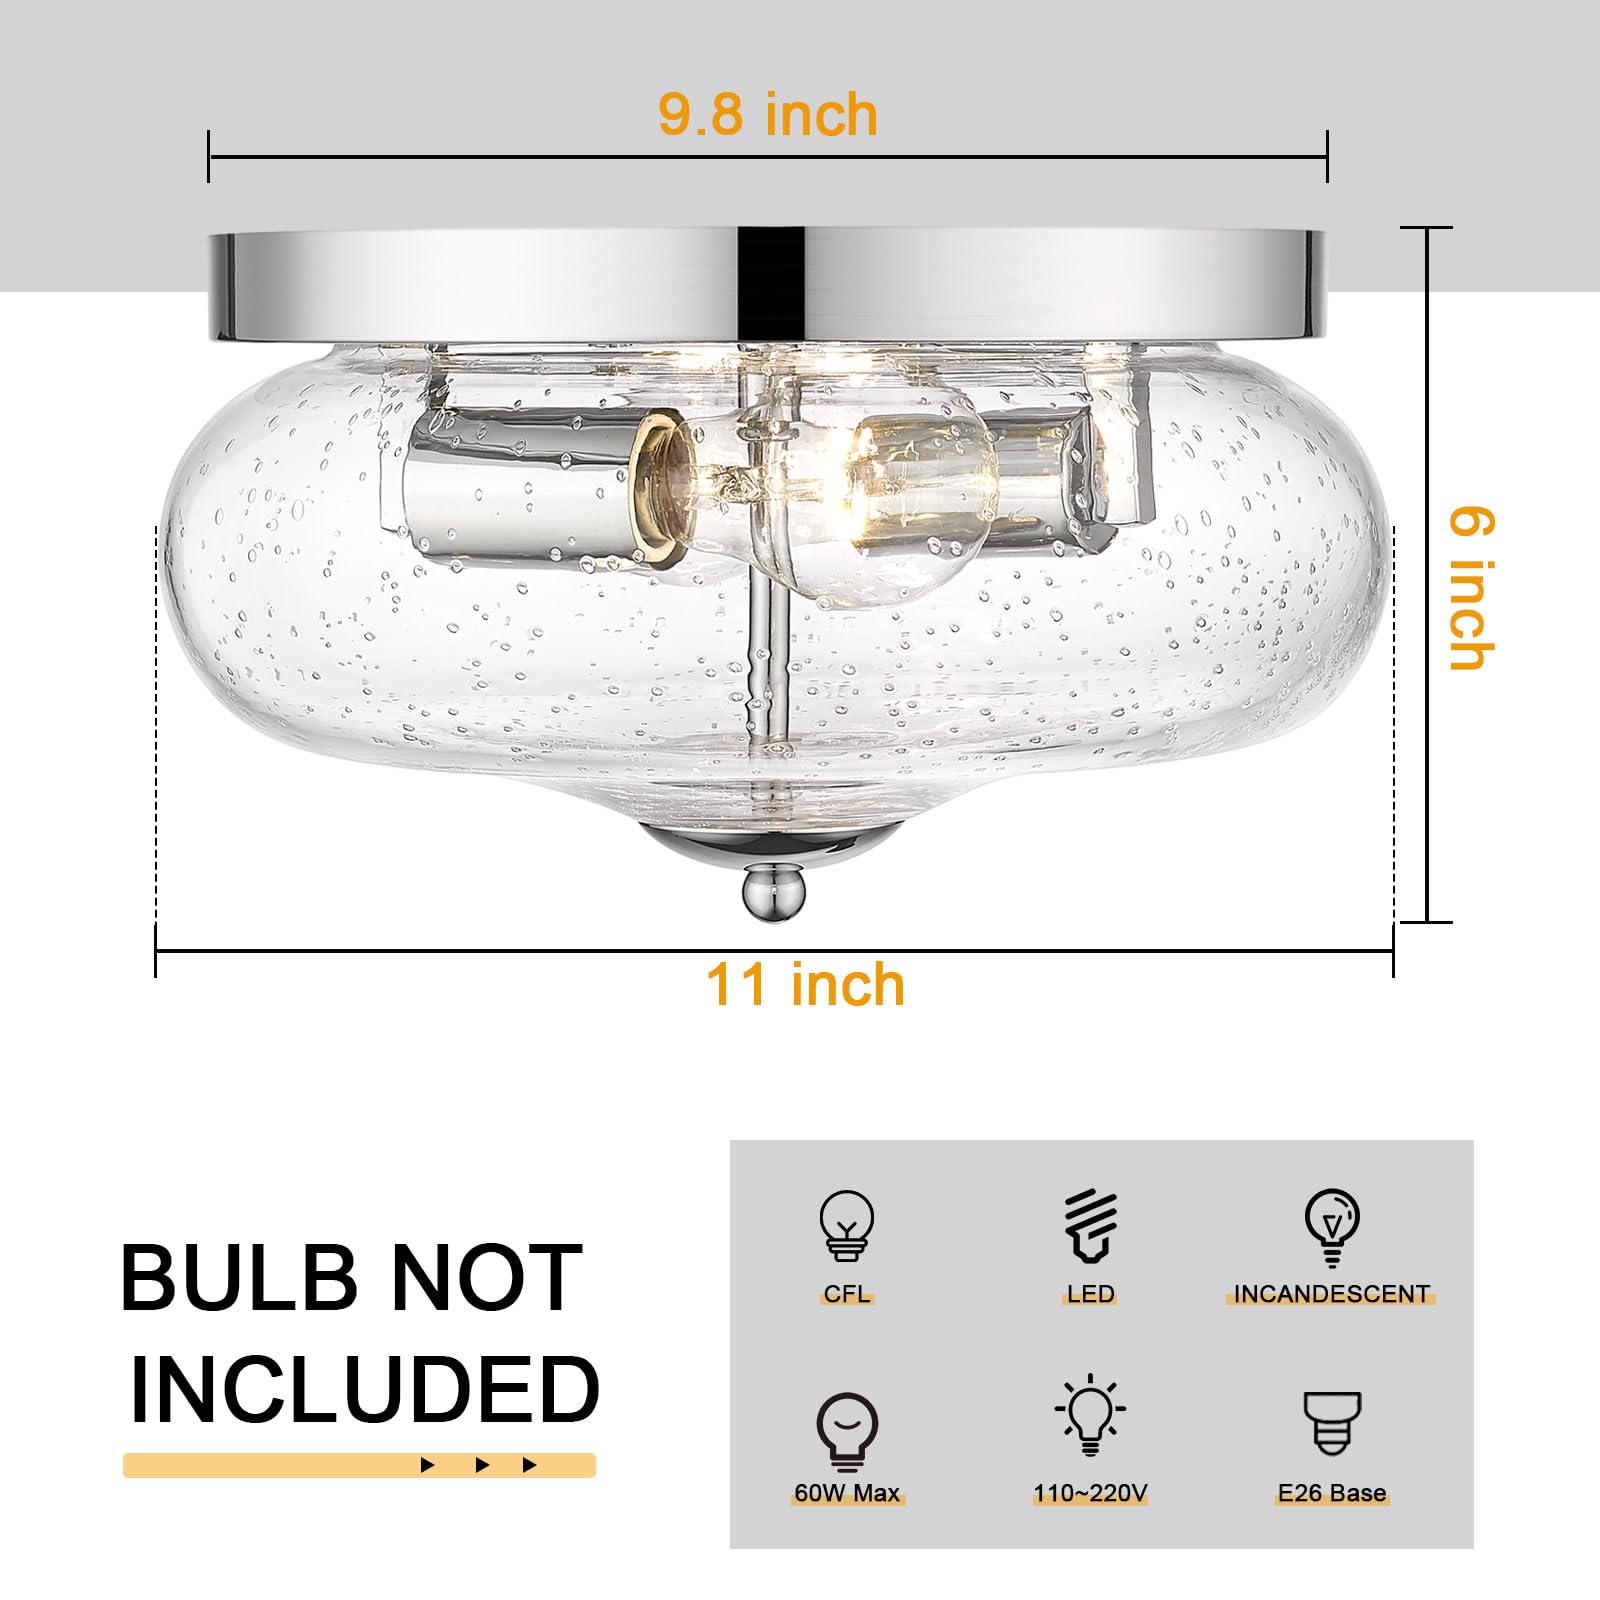 9.8 inch
6 inch
11 inch
BULB NOT
INCLUDED
CFL
LED
INCANDESCENT
60W Max
110~220V
E26 Base